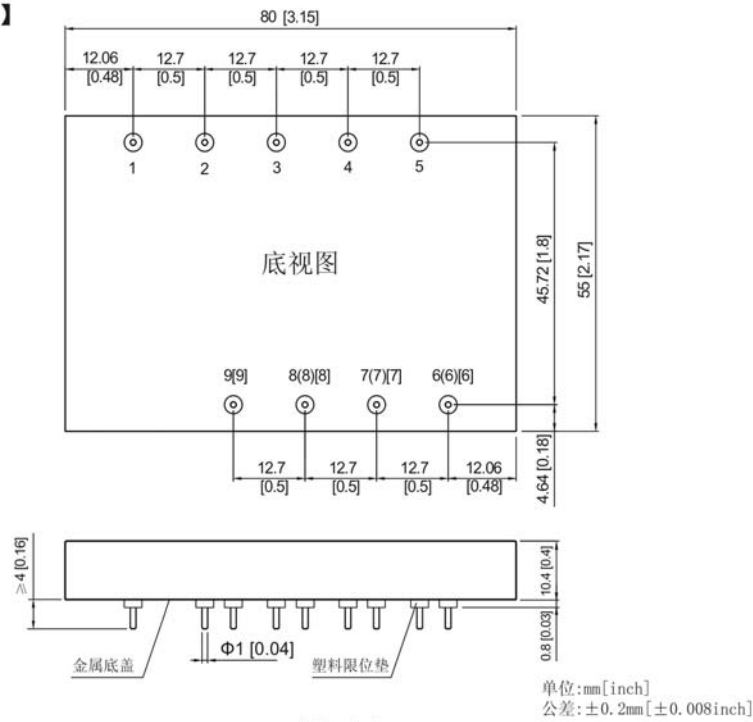 】
80 [3.15]
12.06 12.7 12.7 12.7 12.7
[0.48] [0.5] [0.5] [0.5] [0.5]
1 2 3 4 5
底视图
45.72 [1.8]
55 [2.17]
9[9] 8(8)[8] 7(7)[7] 6(6)[6]
12.7 12.7 12.7 12.06
[0.5] [0.5] [0.5] [0.48]
4.64 [0.18]
≥4 [0.16]
10.4 [0.4]
0.8 [0.03]
Φ1 [0.04]
金属底盖
塑料限位垫
单位:mm[inch]
公差:±0.2mm[±0.008inch]